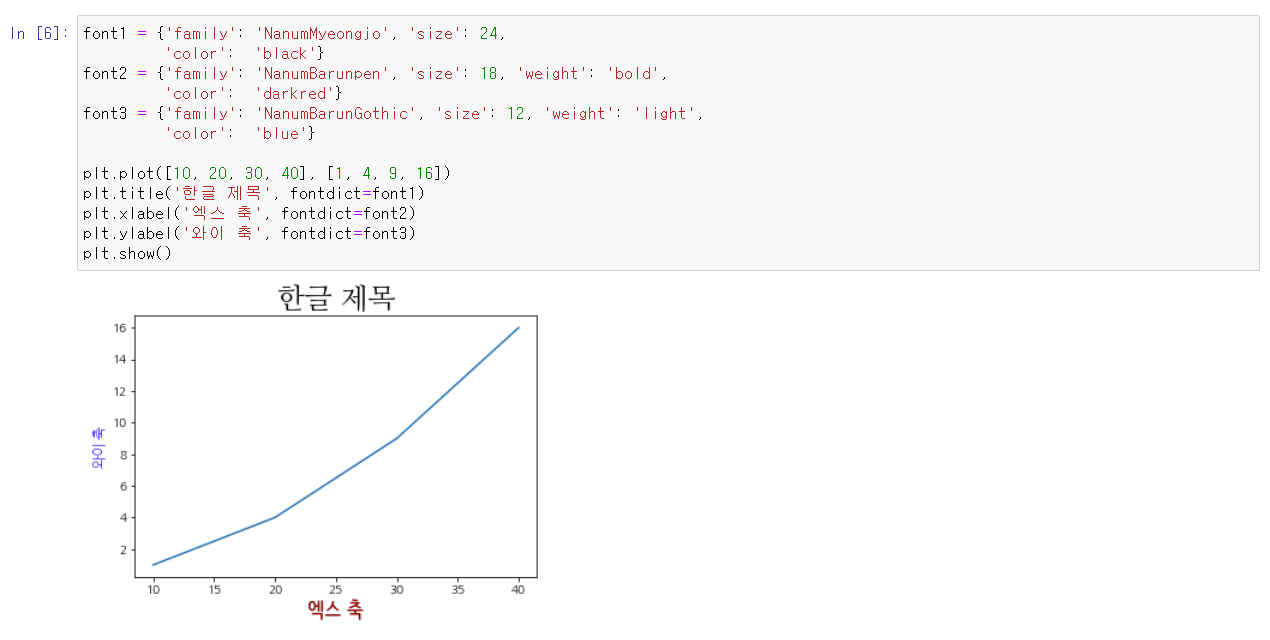 In [6]:
font1 = {'family': 'NanumMyeongjo', 'size': 24,
         'color':  'black'}
font2 = {'family': 'NanumBarunpen', 'size': 18, 'weight': 'bold',
         'color':  'darkred'}
font3 = {'family': 'NanumBarunGothic', 'size': 12, 'weight': 'light',
         'color':  'blue'}
plt.plot([10, 20, 30, 40], [1, 4, 9, 16])
plt.title('한글 제목', fontdict=font1)
plt.xlabel('엑스 축', fontdict=font2)
plt.ylabel('와이 축', fontdict=font3)
plt.show()
한글 제목
16
14
12
10
8
6
4
2
와이 축
10 15 20 25 30 35 40
엑스 축